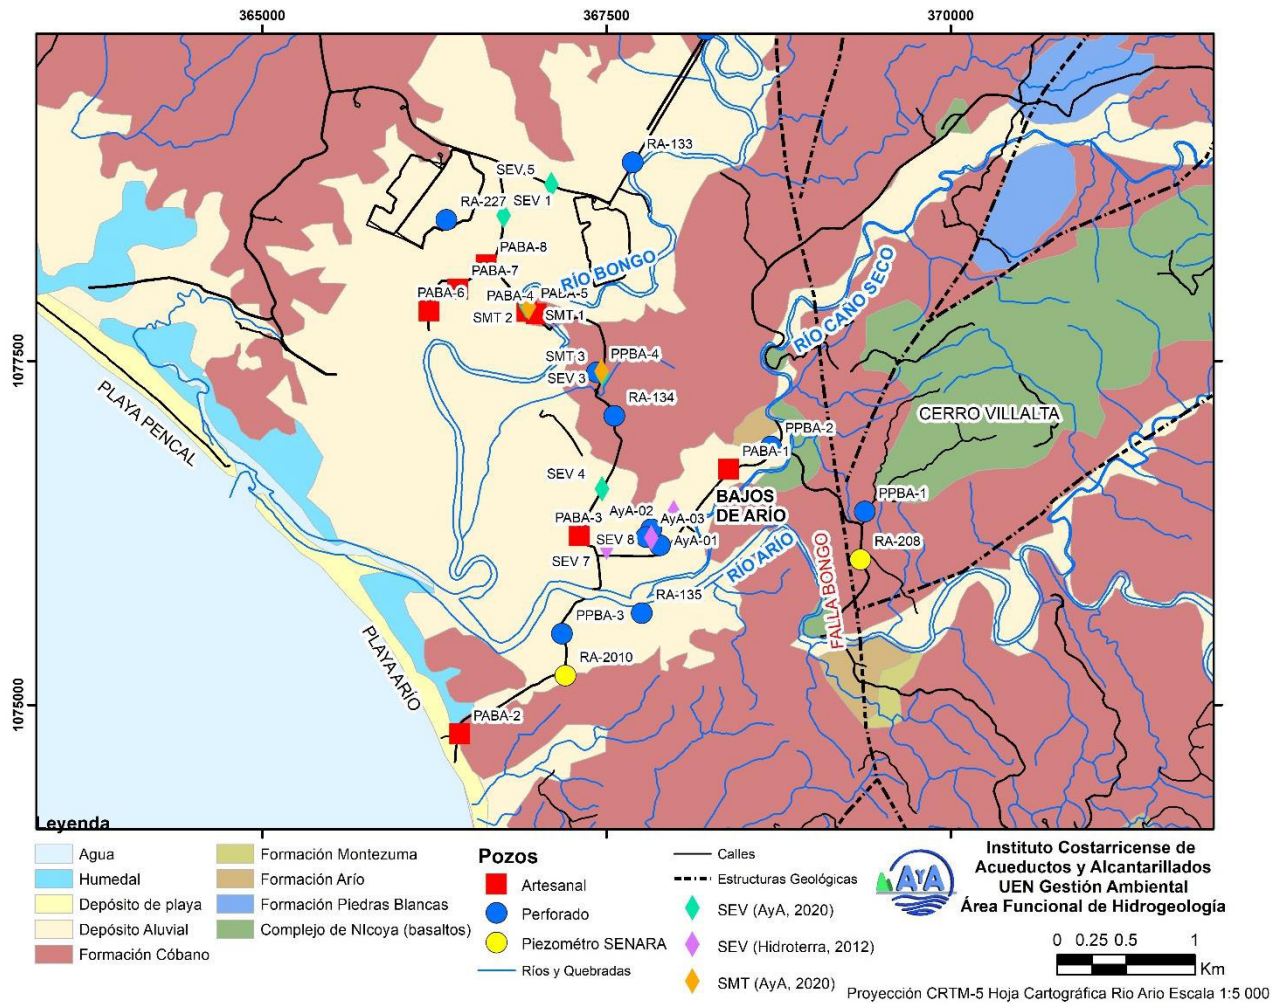 365000
367500
370000
RA-133
SEV 5
RA-227
SEV 1
PABA-8
PABA-7
RÍO BONGO
PABA-6
PABA-4
PABA-5
SMT 2
SMT 1
RÍO CAÑO SECO
1077500
SMT 3
PPBA-4
SEV 3
PLAYA PENCAL
RA-134
CERRO VILLALTA
PPBA-2
PABA-1
SEV 4
BAJOS
DE ARÍO
PPBA-1
AyA-02
AyA-03
PABA-3
SEV 8
AyA-01
RA-208
SEV 7
RÍO ARÍO
FALLA BONGO
RA-135
PPBA-3
PLAYA ARÍO
RA-2010
1075000
PABA-2
Leyenda
Agua
Humedal
Depósito de playa
Depósito Aluvial
Formación Cóbano
Formación Montezuma
Formación Arío
Formación Piedras Blancas
Complejo de NIcoya (basaltos)
Pozos
Artesanal
Perforado
Piezométró SENARA
Ríos y Quebradas
Calles
Estructuras Geológicas
SEV (AyA, 2020)
SEV (Hidroterra, 2012)
SMT (AyA, 2020)
AyA
Instituto Costarricense de
Acueductos y Alcantarillados
UEN Gestión Ambiental
Área Funcional de Hidrogeología
0 0.25 0.5 1
Km
Proyección CRTM-5 Hoja Cartográfica Rio Ario Escala 1:5 000